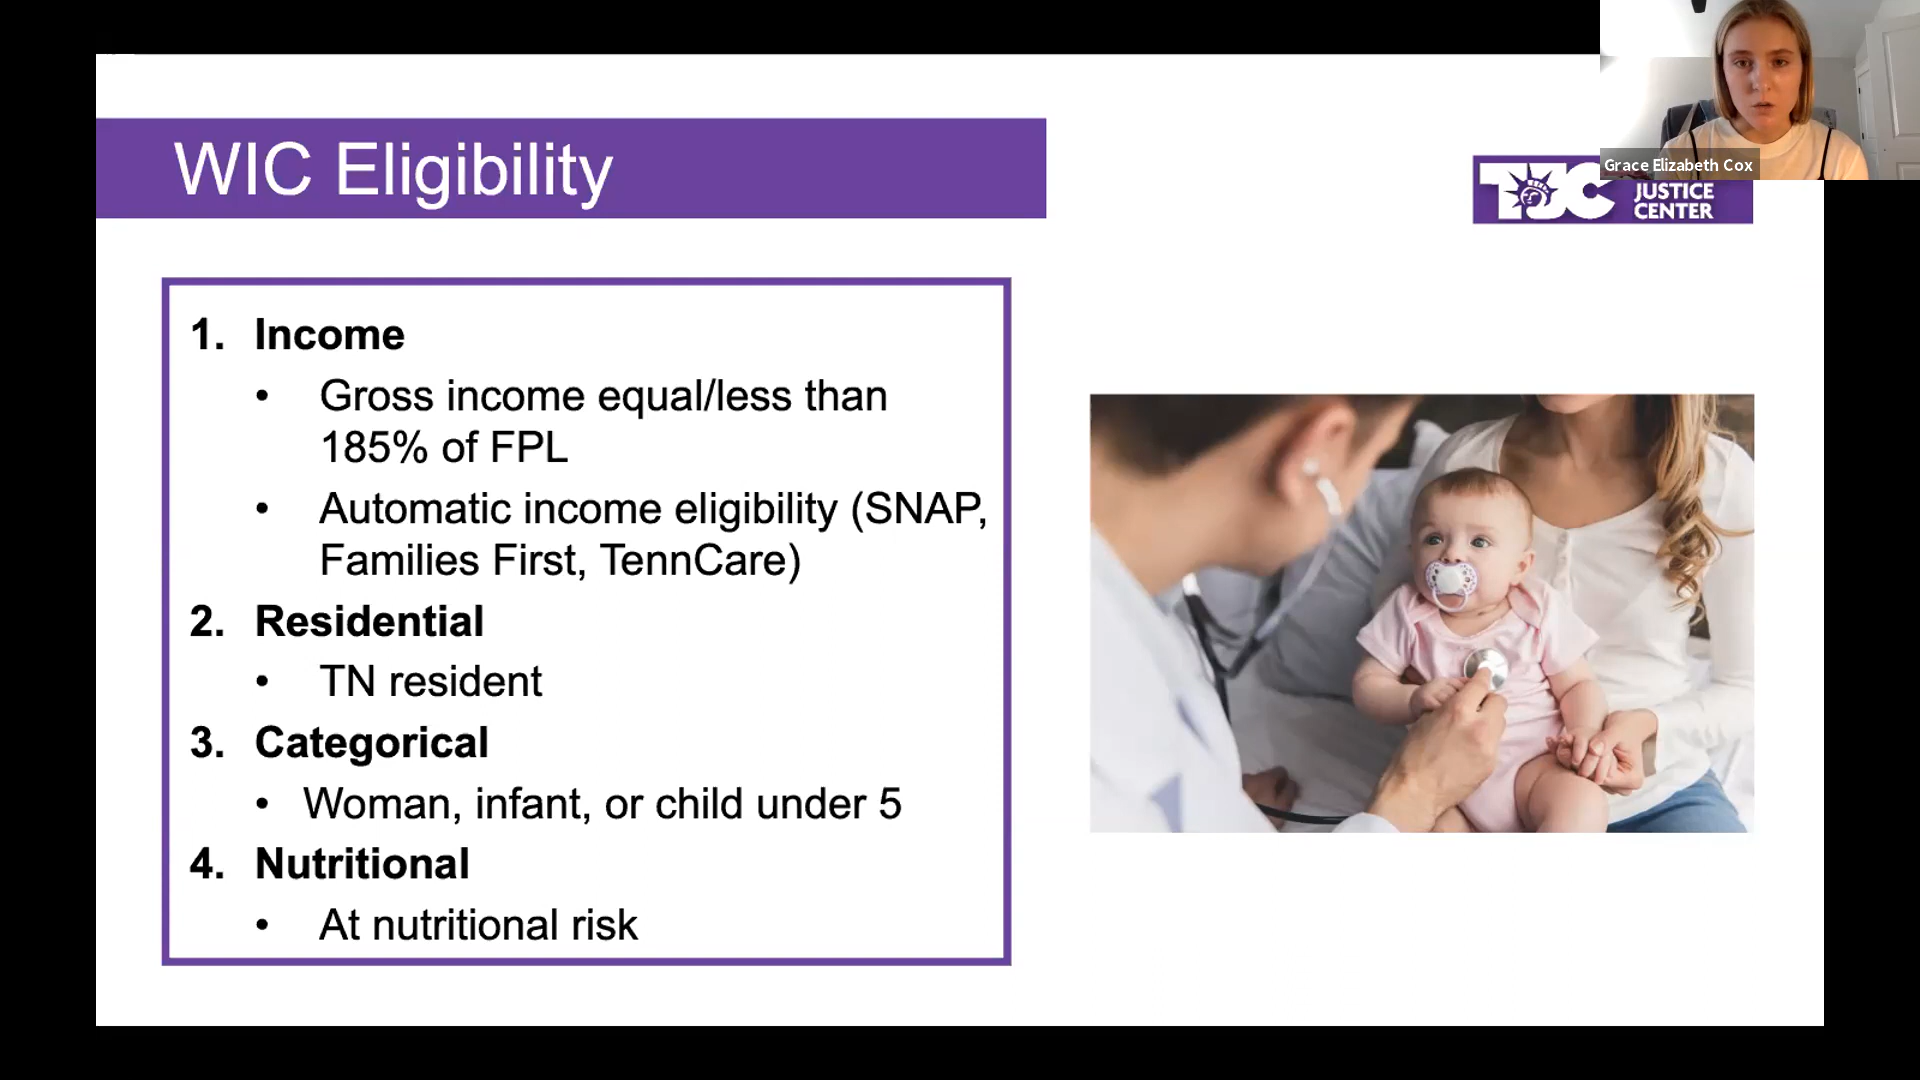 WIC Eligibility
Grace Elizabeth Cox
TJC JUSTICE
CENTER
1. Income
• Gross income equal/less than
185% of FPL
• Automatic income eligibility (SNAP,
Families First, TennCare)
2. Residential
• TN resident
3. Categorical
• Woman, infant, or child under 5
4. Nutritional
• At nutritional risk